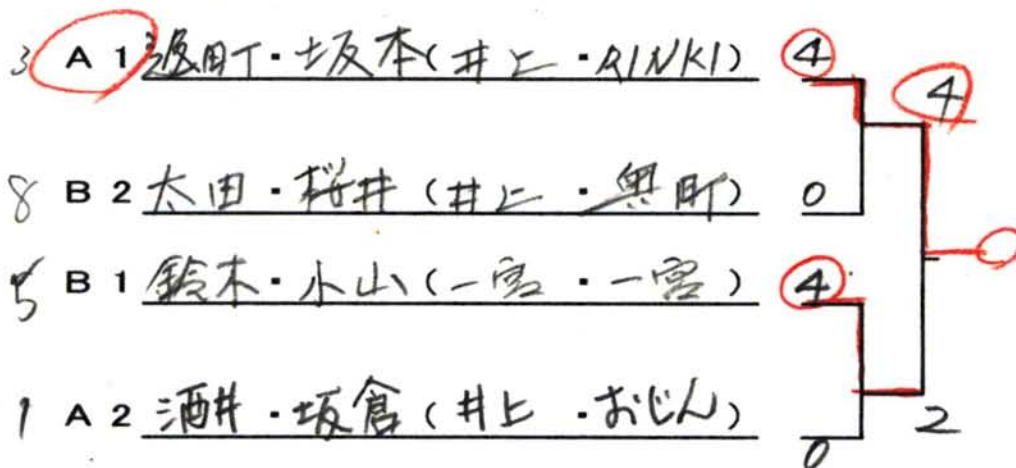 3 A 1 坂本(井上・RINKI) ④ 4
8 B 2 太田・桜井(井上・奥町) 0
5 B 1 鈴木・小山(一宮・一宮) ④
1 A 2 酒井・坂倉(井上・おじん) 0 2